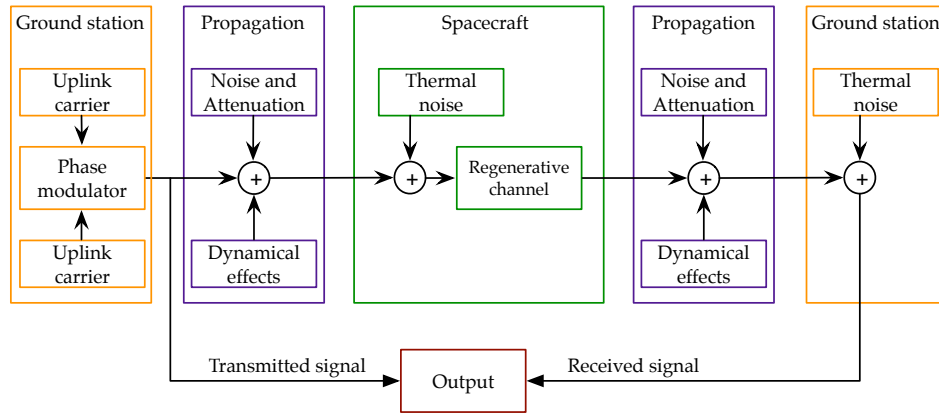 Ground station
Uplink
carrier
Phase
modulator
Uplink
carrier
Propagation
Noise and
Attenuation
+
Dynamical
effects
Spacecraft
Thermal
noise
+
Regenerative
channel
Propagation
Noise and
Attenuation
+
Dynamical
effects
Ground station
Thermal
noise
+
Transmitted signal
Output
Received signal